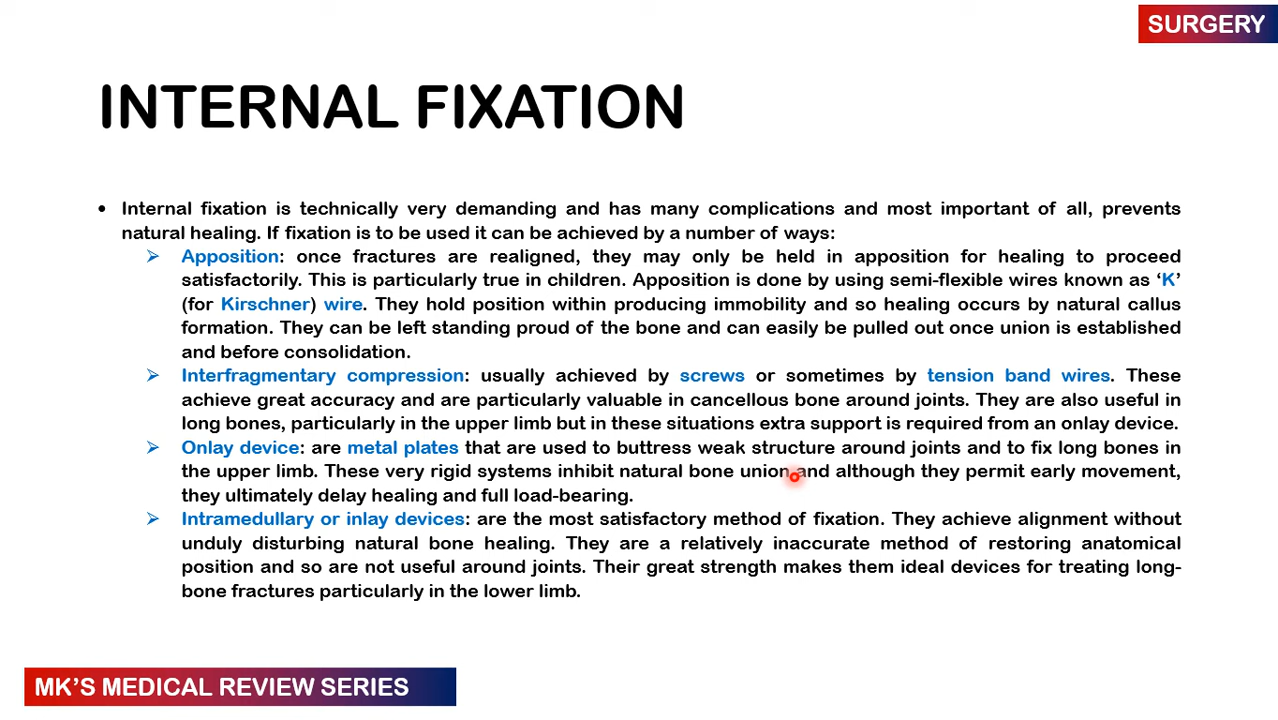 SURGERY
INTERNAL FIXATION
• Internal fixation is technically very demanding and has many complications and most important of all, prevents
natural healing. If fixation is to be used it can be achieved by a number of ways:
➢ Apposition: once fractures are realigned, they may only be held in apposition for healing to proceed
satisfactorily. This is particularly true in children. Apposition is done by using semi-flexible wires known as ‘K’
(for Kirschner) wire. They hold position within producing immobility and so healing occurs by natural callus
formation. They can be left standing proud of the bone and can easily be pulled out once union is established
and before consolidation.
➢ Interfragmentary compression: usually achieved by screws or sometimes by tension band wires. These
achieve great accuracy and are particularly valuable in cancellous bone around joints. They are also useful in
long bones, particularly in the upper limb but in these situations extra support is required from an onlay device.
➢ Onlay device: are metal plates that are used to buttress weak structure around joints and to fix long bones in
the upper limb. These very rigid systems inhibit natural bone union and although they permit early movement,
they ultimately delay healing and full load-bearing.
➢ Intramedullary or inlay devices: are the most satisfactory method of fixation. They achieve alignment without
unduly disturbing natural bone healing. They are a relatively inaccurate method of restoring anatomical
position and so are not useful around joints. Their great strength makes them ideal devices for treating long-
bone fractures particularly in the lower limb.
MK’S MEDICAL REVIEW SERIES